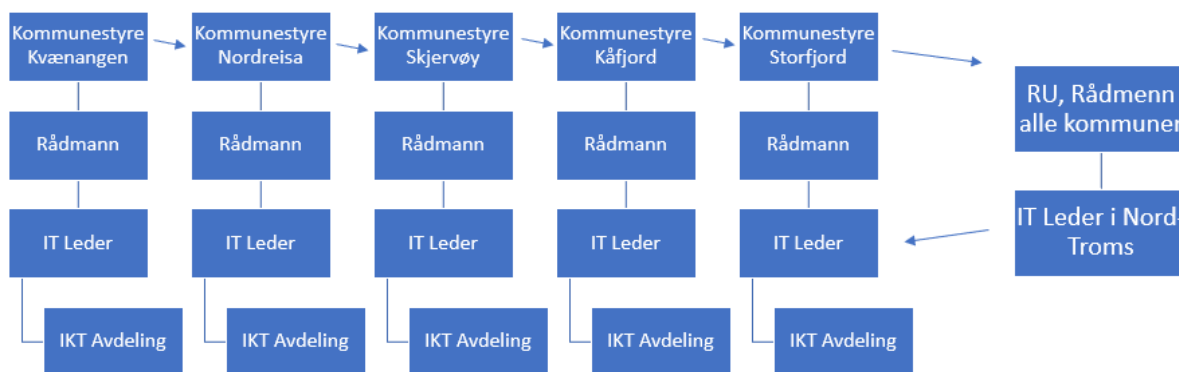 Kommunestyre
Kvænangen
Kommunestyre
Nordreisa
Kommunestyre
Skjervøy
Kommunestyre
Kåfjord
Kommunestyre
Storfjord
RU, Rådmenn
alle kommuner
Rådmann
Rådmann
Rådmann
Rådmann
Rådmann
IT Leder
IT Leder
IT Leder
IT Leder
IT Leder
IT Leder i Nord-
Troms
IKT Avdeling
IKT Avdeling
IKT Avdeling
IKT Avdeling
IKT Avdeling